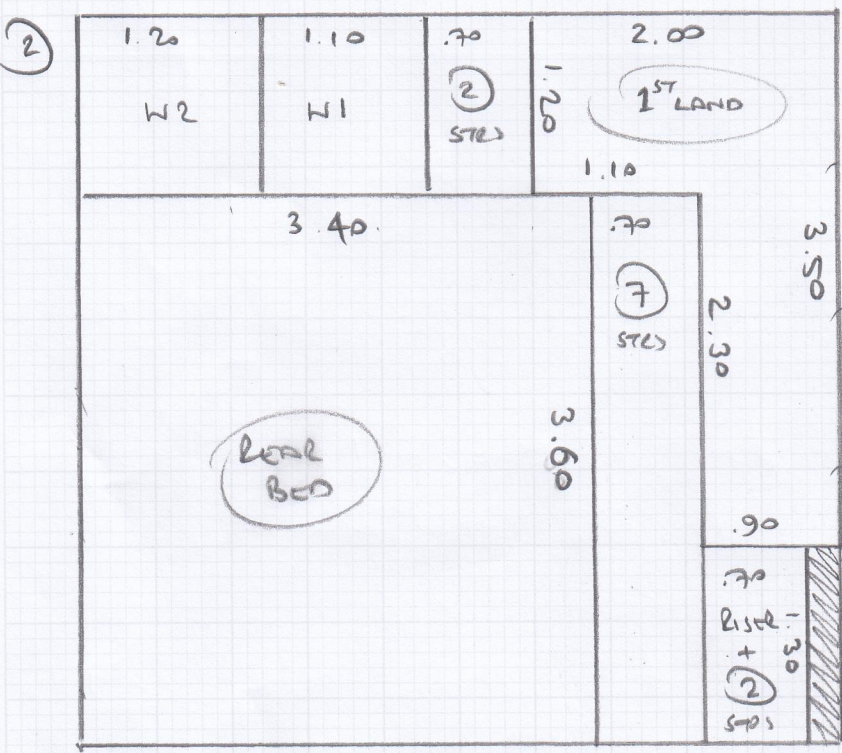 2
1.20
1.10
.70
2.00
W2
W1
2
STRS
1.20
1ST LAND
1.10
3.40
.70
3.50
7
STRS
2.30
REAR
BED
3.60
.90
.70
RISER
+
2
STPS
1.30